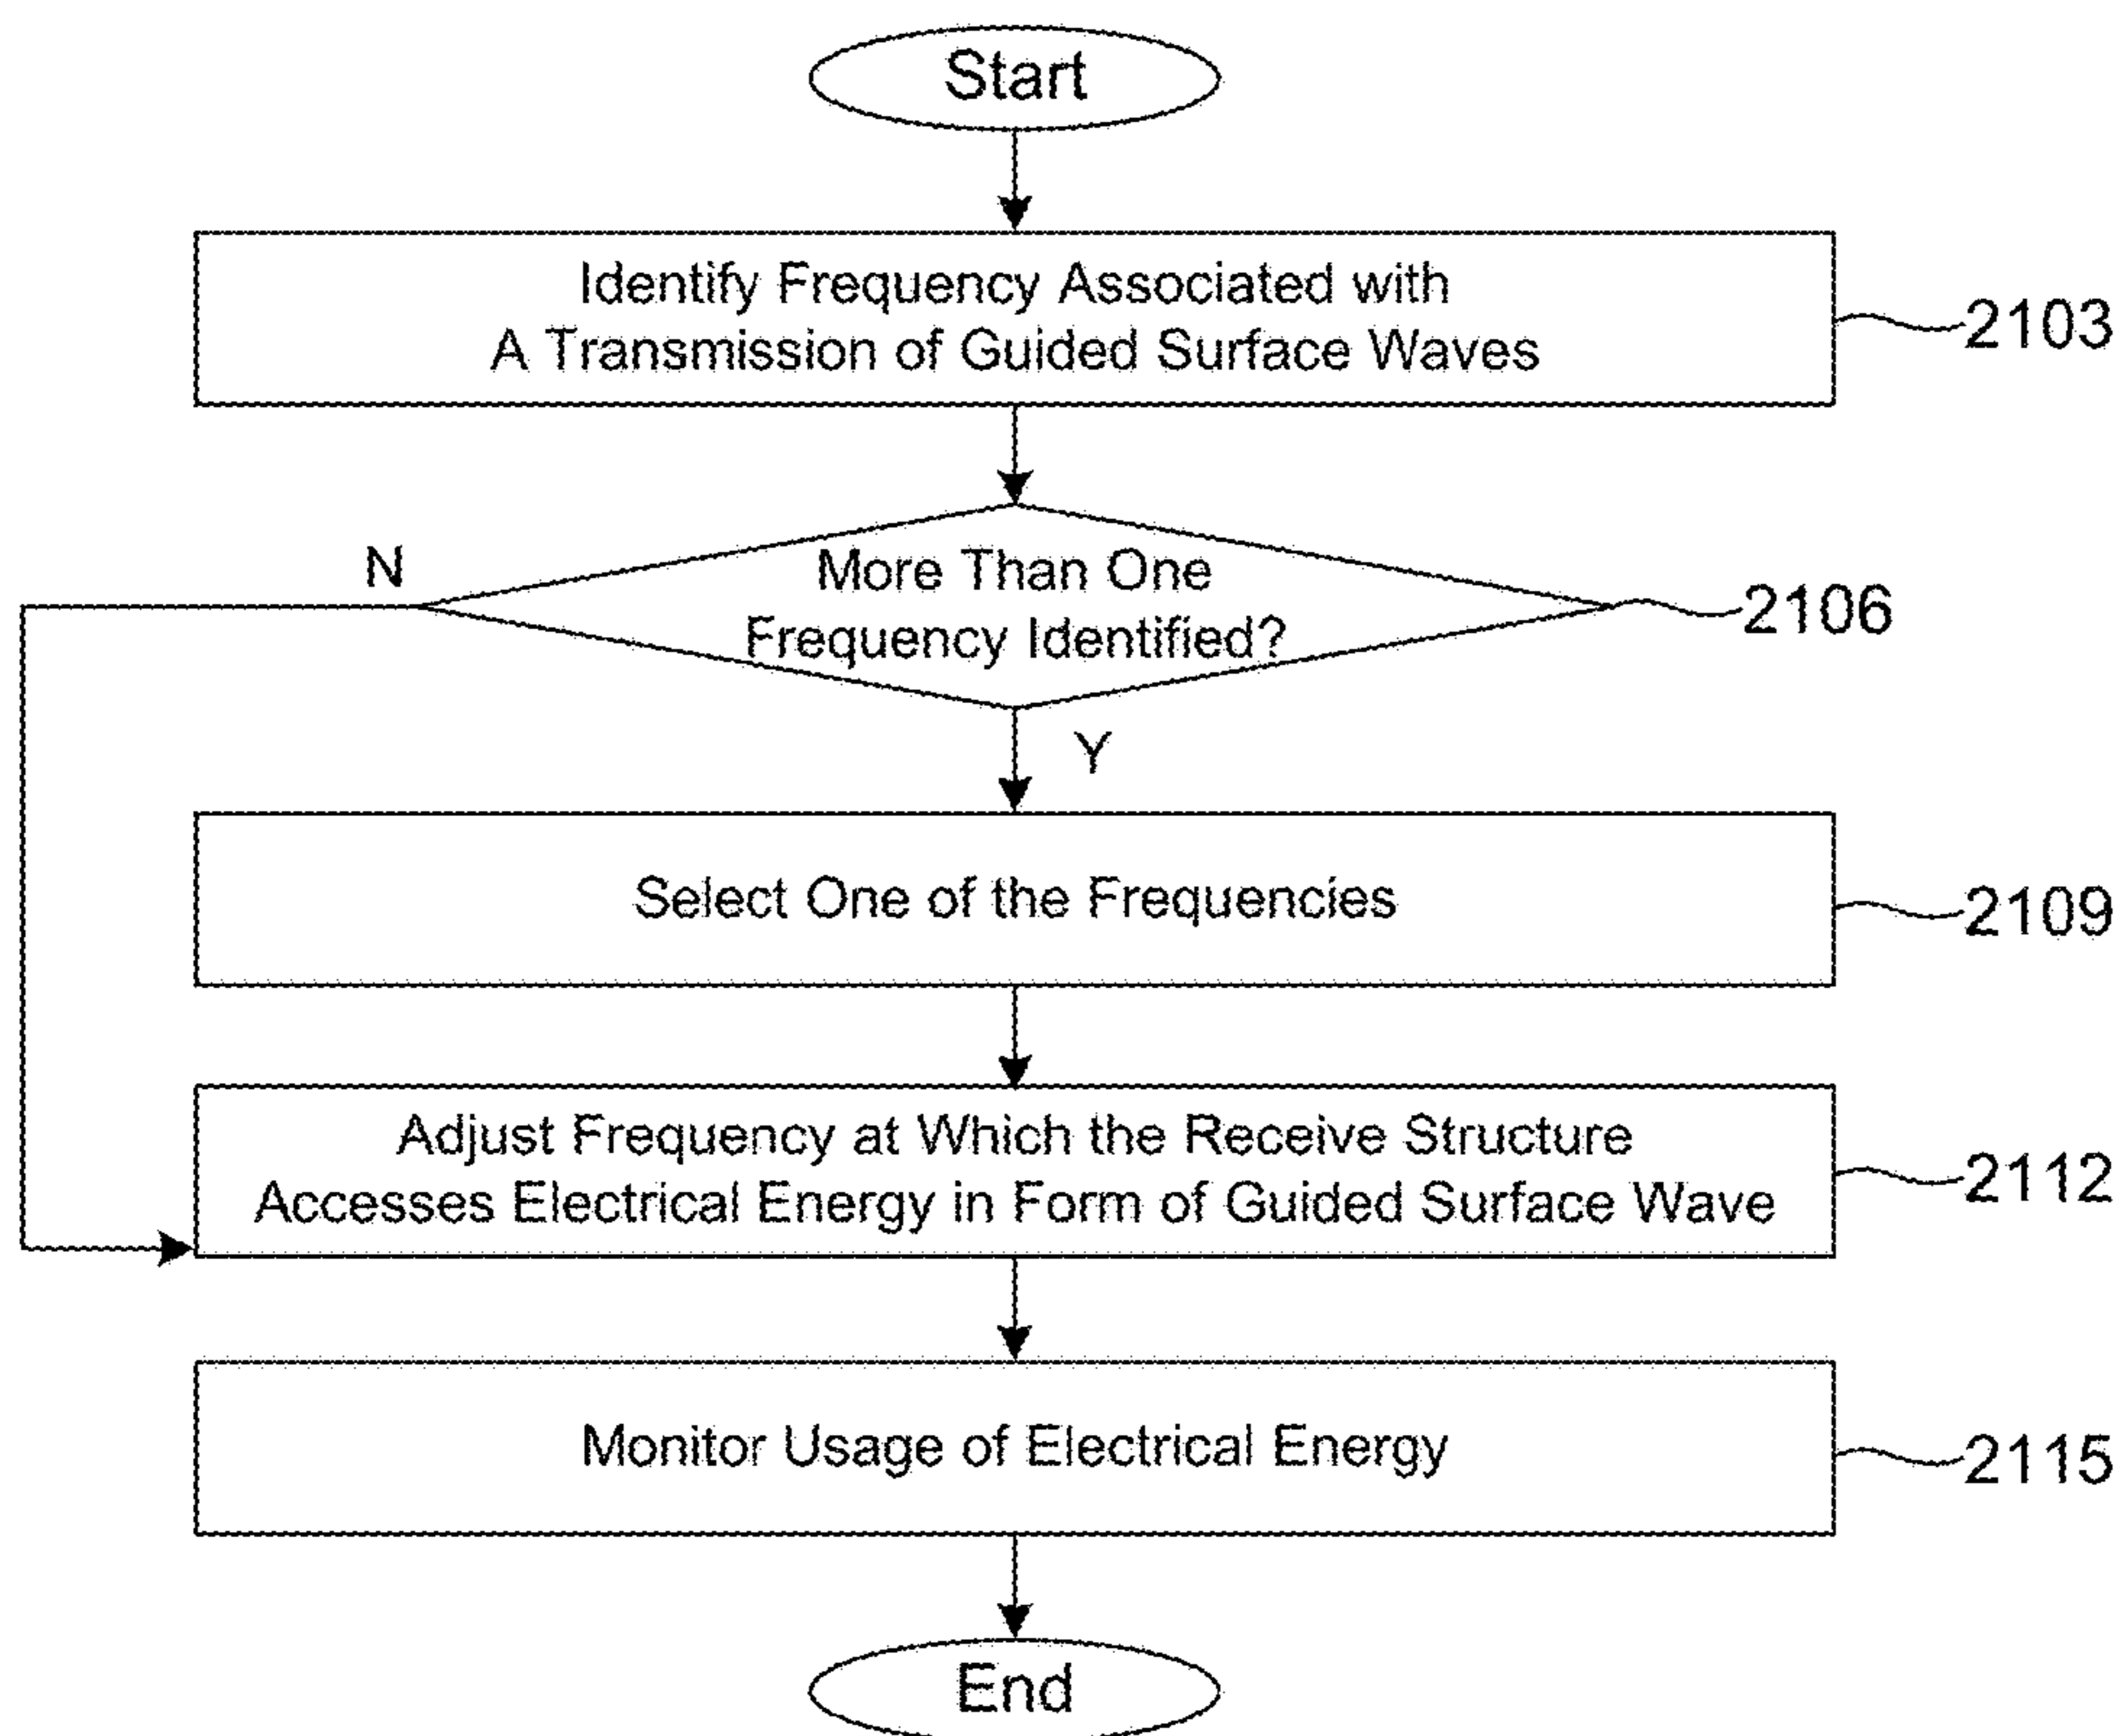 Start
Identify Frequency Associated with
A Transmission of Guided Surface Waves
2103
N
More Than One
Frequency Identified?
2106
Y
Select One of the Frequencies
2109
Adjust Frequency at Which the Receive Structure
Accesses Electrical Energy in Form of Guided Surface Wave
2112
Monitor Usage of Electrical Energy
2115
End